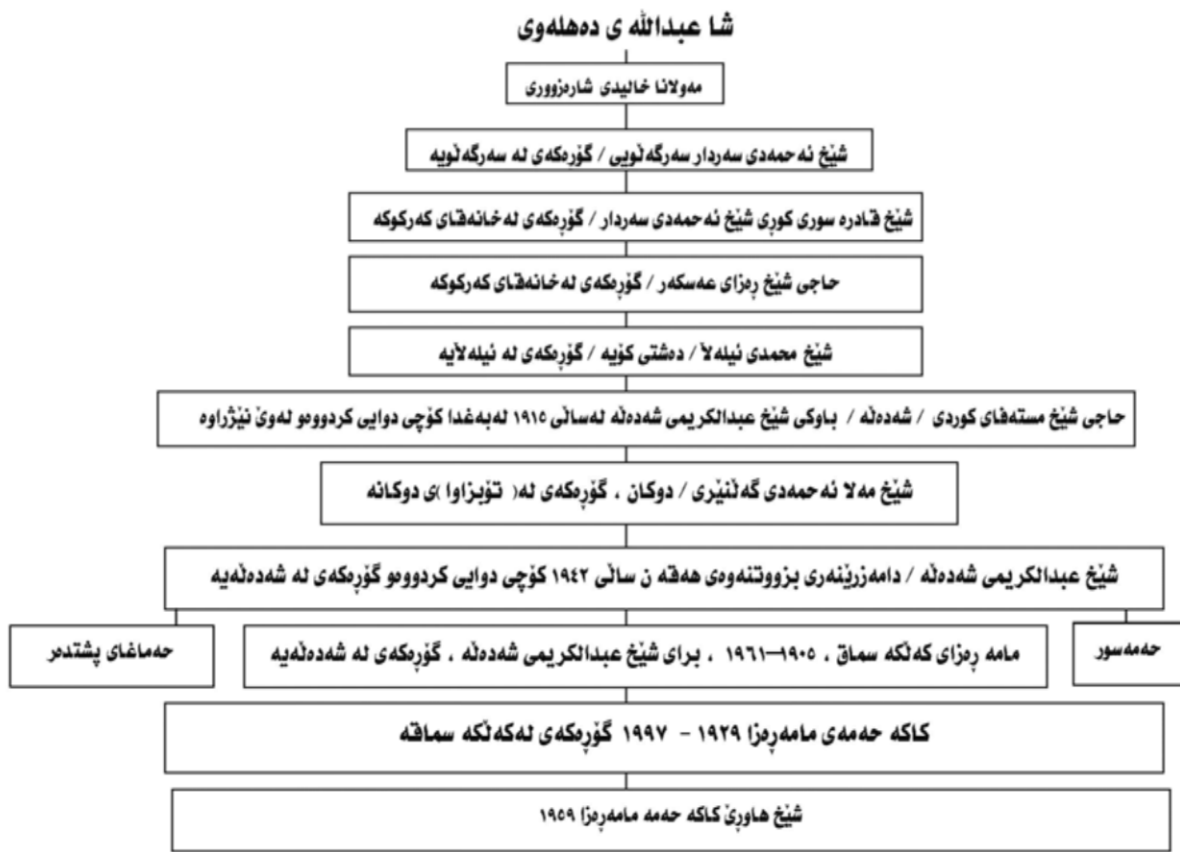 شا عبدالله ی دەهلەوی
مەولانا خالیدی شارەزووری
شێخ ئەحمەدی سەردار سەرگەڵویی / گۆڕەکەی لە سەرگەڵویە
شێخ قادرە سوری کوڕی شێخ ئەحمەدی سەردار / گۆڕەکەی لەخانەقای کەرکوکە
حاجی شێخ ڕەزای عەسکەر / گۆڕەکەی لەخانەقای کەرکوکە
شێخ محمدی ئیلەلآ / دەشتی کۆیە / گۆڕەکەی لە ئیلەلآیە
حاجی شێخ مستەفای کوردی / شەدەڵە / باوکی شێخ عبدالکریمی شەدەڵە لەساڵی ١٩١٥ لەبەغدا کۆچی دوایی کردووەو لەوێ نێژراوە
شێخ مەلا ئەحمەدی گەڵنێری / دوکان ، گۆڕەکەی لە( تۆبزاوا )ی دوکانە
شێخ عبدالکریمی شەدەڵە / دامەزرێنەری بزووتنەوەی هەقە ن ساڵی ١٩٤٢ کۆچی دوایی کردووەو گۆڕەکەی لە شەدەڵەیە
حەمەسور
مامە ڕەزای کەڵکە سماق ، ١٩٠٥–١٩٦١ ، برای شێخ عبدالکریمی شەدەڵە ، گۆڕەکەی لە شەدەڵەیە
حەماغای پشتدەر
کاکە حەمەی مامەڕەزا ١٩٢٩ - ١٩٩٧ گۆڕەکەی لەکەڵکە سماقە
شێخ هاوڕێ کاکە حەمە مامەڕەزا ١٩٥٩